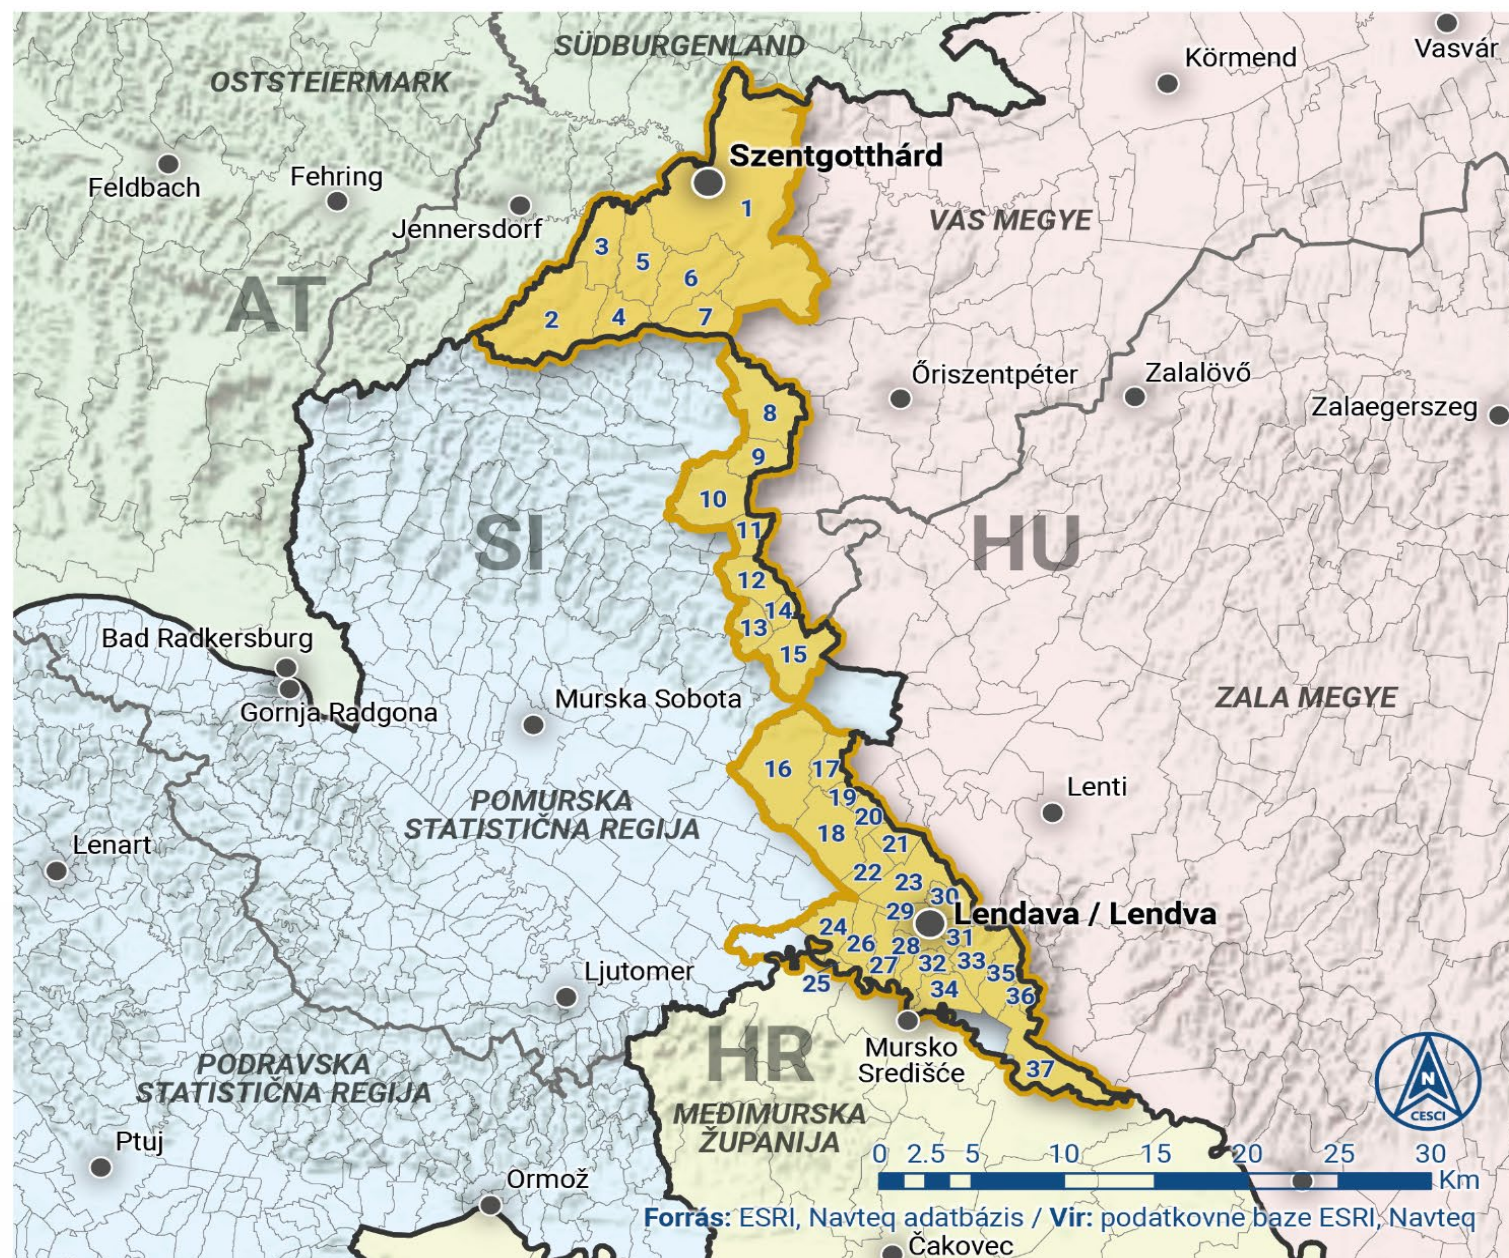 SÜDBURGENLAND
OSTSTEIERMARK
Körmend
Vasvár
Szentgotthárd
Feldbach
Fehring
Jennersdorf
VAS MEGYE
1
3
5
6
2
4
7
AT
Őriszentpéter
Zalalövő
Zalaegerszeg
8
9
10
11
SI
HU
12
14
13
15
Bad Radkersburg
Gornja Radgona
Murska Sobota
ZALA MEGYE
16
17
19
20
18
21
22
23
30
29
POMURSKA
STATISTIČNA REGIJA
Lenti
Lenart
Lendava / Lendva
24
26
28
31
27
32
33
35
25
34
36
Ljutomer
HR
Mursko
Središće
37
PODRAVSKA
STATISTIČNA REGIJA
MEĐIMURSKA
ŽUPANIJA
N
CESCI
Ptuj
Ormož
0 2.5 5 10 15 20 25 30
Km
Forrás: ESRI, Navteq adatbázis / Vir: podatkovne baze ESRI, Navteq
Čakovec